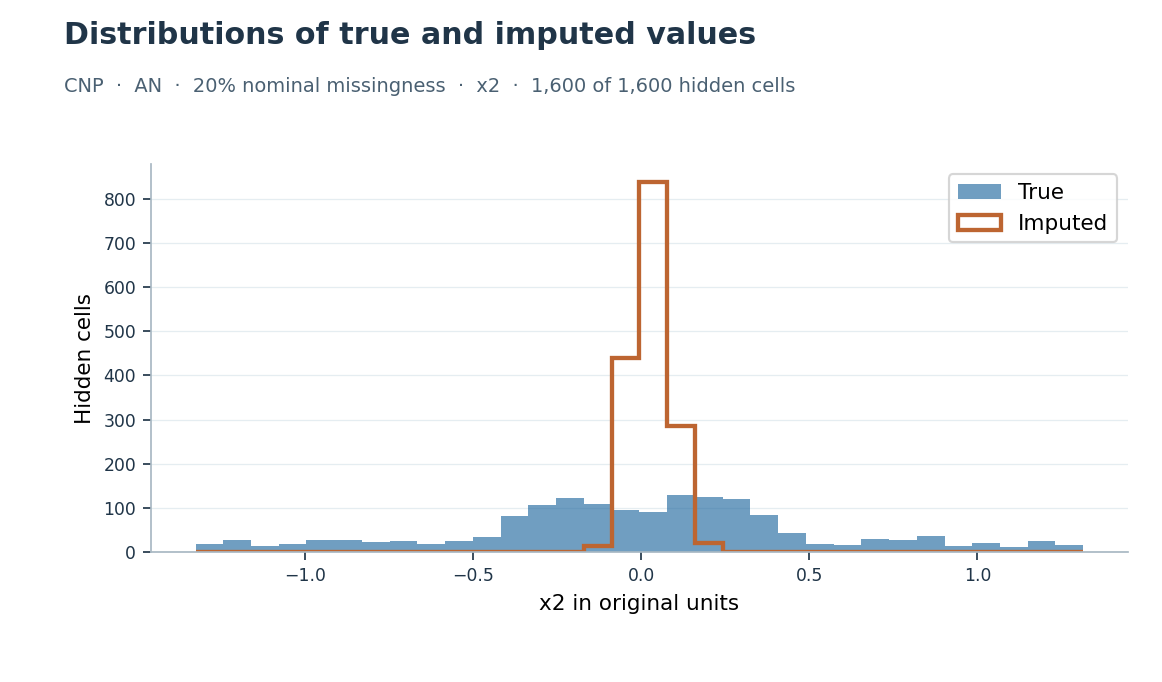 Distributions of true and imputed values
CNP · AN · 20% nominal missingness · x2 · 1,600 of 1,600 hidden cells
True
Imputed
Hidden cells
800
700
600
500
400
300
200
100
0
−1.0
−0.5
0.0
0.5
1.0
x2 in original units